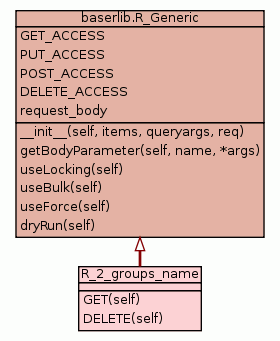 baserlib.R_Generic
GET_ACCESS
PUT_ACCESS
POST_ACCESS
DELETE_ACCESS
request_body
__init__(self, items, queryargs, req)
getBodyParameter(self, name, *args)
useLocking(self)
useBulk(self)
useForce(self)
dryRun(self)
R_2_groups_name
GET(self)
DELETE(self)